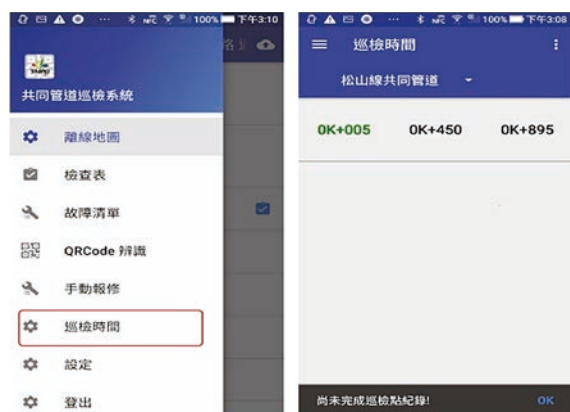 100% 下午3:10
共同管道巡檢系統
離線地圖
檢查表
故障清單
QRCode 辨識
手動報修
巡檢時間
設定
登出
100% 下午3:08
巡檢時間
松山線共同管道
0K+005 0K+450 0K+895
尚未完成巡檢點紀錄! OK